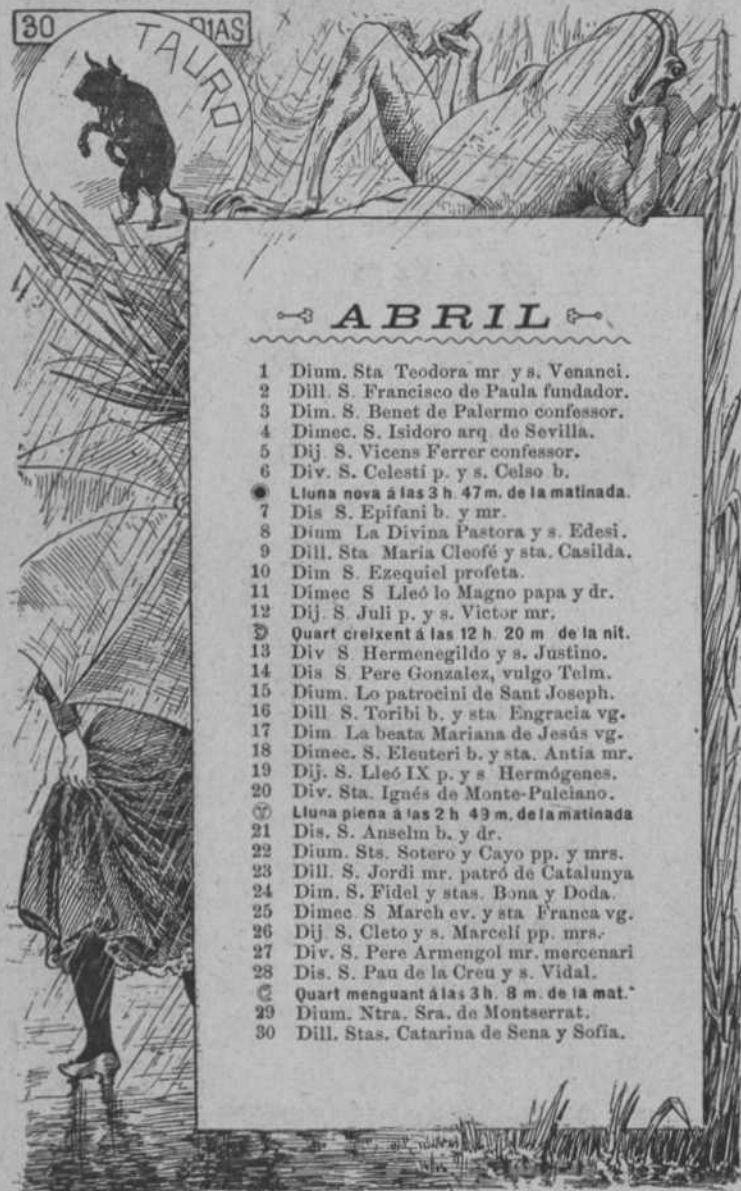 30 DIAS
TAURO
ABRIL
1 Dium. Sta Teodora mr y s. Venanci.
2 Dill. S. Francisco de Paula fundador.
3 Dim. S. Benet de Palermo confessor.
4 Dimec. S. Isidoro arq. de Sevilla.
5 Dij S. Vicens Ferrer confessor.
6 Div. S. Celestí p. y s. Celso b.
Lluna nova á las 3 h. 47 m. de la matinada.
7 Dis S. Epifani b. y mr.
8 Dium La Divina Pastora y s. Edesi.
9 Dill. Sta María Cleofé y sta. Casilda.
10 Dim S. Ezequiel profeta.
11 Dimec S Lleó lo Magno papa y dr.
12 Dij. S. Juli p. y s. Victor mr.
Quart creixent á las 12 h. 20 m de la nit.
13 Div S. Hermenegildo y s. Justino.
14 Dis S. Pere Gonzalez, vulgo Telm.
15 Dium. Lo patrocini de Sant Joseph.
16 Dill S. Toribi b. y sta Engracia vg.
17 Dim La beata Mariana de Jesús vg.
18 Dimec. S. Eleuteri b. y sta. Antia mr.
19 Dij. S. Lleó IX p. y s Hermógenes.
20 Div. Sta. Ignés de Monte-Pulciano.
Lluna plena á las 2 h 49 m. de la matinada
21 Dis. S. Anselm b. y dr.
22 Dium. Sts. Sotero y Cayo pp. y mrs.
23 Dill. S. Jordi mr. patró de Catalunya
24 Dim. S. Fidel y stas. Bona y Doda.
25 Dimec S March ev. y sta Franca vg.
26 Dij S. Cleto y s. Marcelí pp. mrs.
27 Div. S. Pere Armengol mr. mercenari
28 Dis. S. Pau de la Creu y s. Vidal.
Quart menguant á las 3 h. 8 m. de la mat.ª
29 Dium. Ntra. Sra. de Montserrat.
30 Dill. Stas. Catarina de Sena y Sofía.